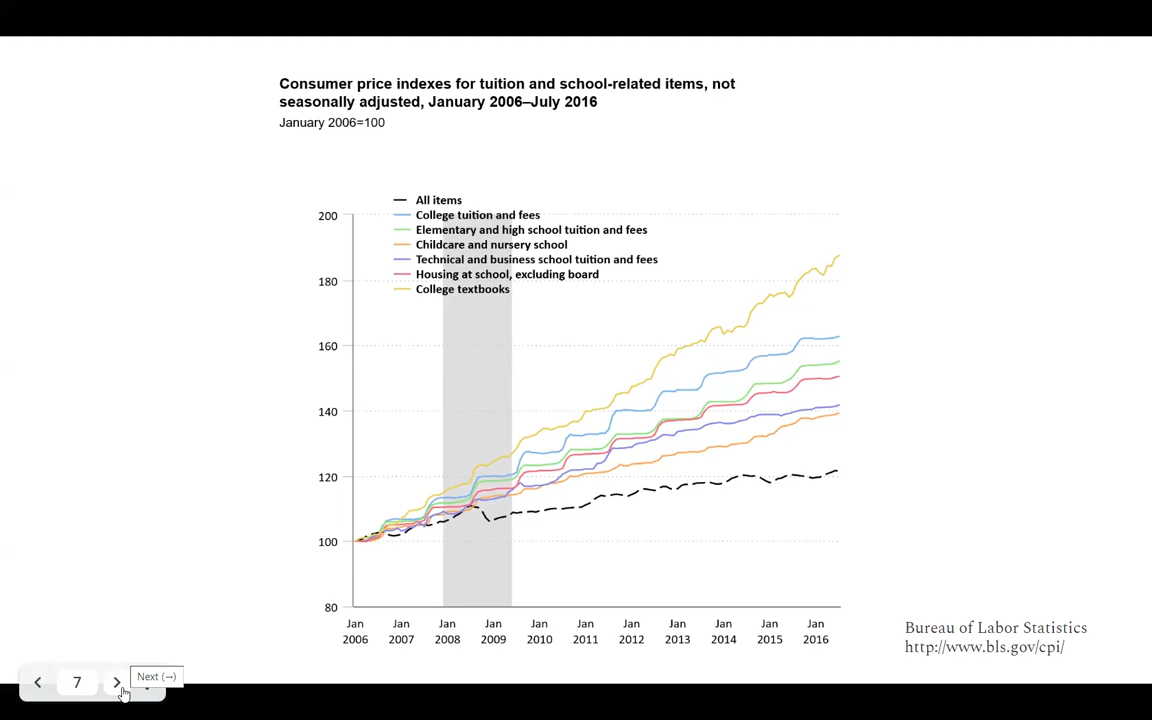 Consumer price indexes for tuition and school-related items, not
seasonally adjusted, January 2006–July 2016
January 2006=100
All items
College tuition and fees
Elementary and high school tuition and fees
Childcare and nursery school
Technical and business school tuition and fees
Housing at school, excluding board
College textbooks
200
180
160
140
120
100
80
Jan Jan Jan Jan Jan Jan Jan Jan Jan Jan Jan
2006 2007 2008 2009 2010 2011 2012 2013 2014 2015 2016
Bureau of Labor Statistics
http://www.bls.gov/cpi/
7
Next (→)